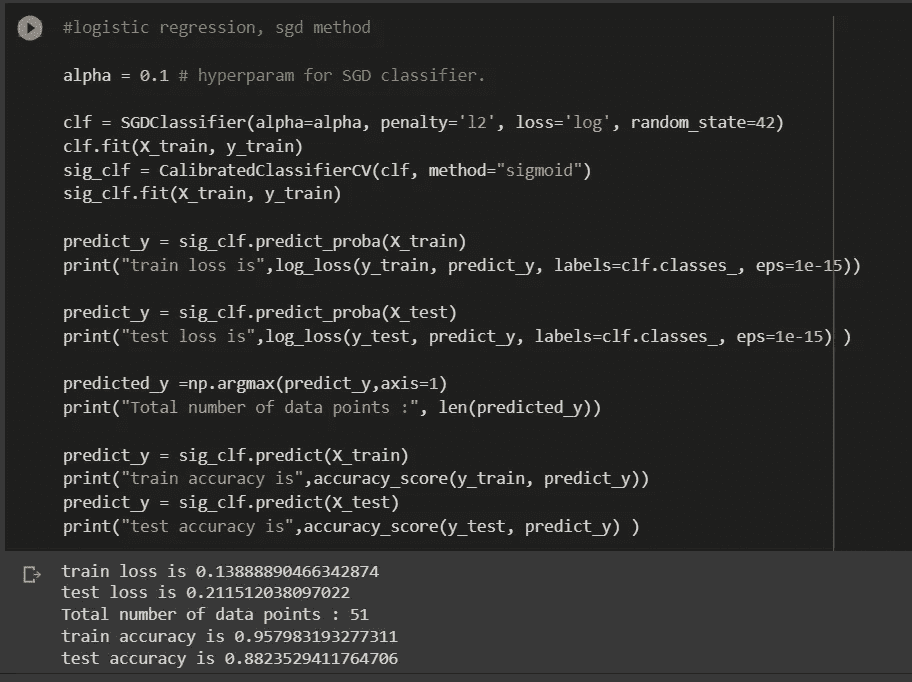 #logistic regression, sgd method
alpha = 0.1 # hyperparam for SGD classifier.
clf = SGDClassifier(alpha=alpha, penalty='l2', loss='log', random_state=42)
clf.fit(X_train, y_train)
sig_clf = CalibratedClassifierCV(clf, method="sigmoid")
sig_clf.fit(X_train, y_train)
predict_y = sig_clf.predict_proba(X_train)
print("train loss is",log_loss(y_train, predict_y, labels=clf.classes_, eps=1e-15))
predict_y = sig_clf.predict_proba(X_test)
print("test loss is",log_loss(y_test, predict_y, labels=clf.classes_, eps=1e-15) )
predicted_y =np.argmax(predict_y,axis=1)
print("Total number of data points :", len(predicted_y))
predict_y = sig_clf.predict(X_train)
print("train accuracy is",accuracy_score(y_train, predict_y))
predict_y = sig_clf.predict(X_test)
print("test accuracy is",accuracy_score(y_test, predict_y) )
train loss is 0.13888890466342874
test loss is 0.211512038097022
Total number of data points : 51
train accuracy is 0.957983193277311
test accuracy is 0.8823529411764706